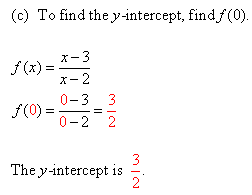 (c) To find the y-intercept, find f(0).
f(x) = x-3/x-2
f(0) = 0-3/0-2 = 3/2
The y-intercept is 3/2.